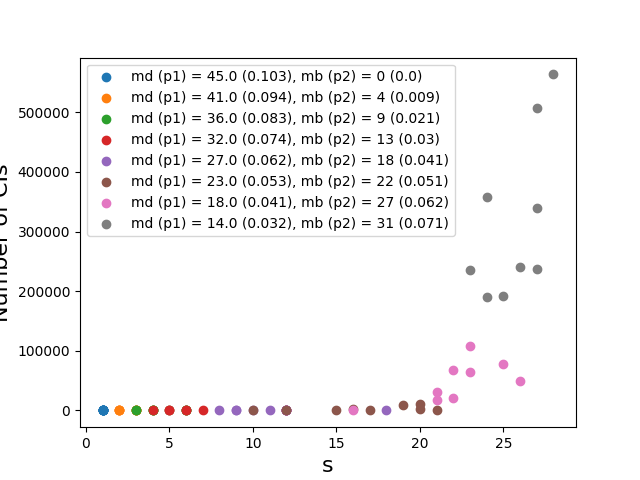 md (p1) = 45.0 (0.103), mb (p2) = 0 (0.0)
md (p1) = 41.0 (0.094), mb (p2) = 4 (0.009)
md (p1) = 36.0 (0.083), mb (p2) = 9 (0.021)
md (p1) = 32.0 (0.074), mb (p2) = 13 (0.03)
md (p1) = 27.0 (0.062), mb (p2) = 18 (0.041)
md (p1) = 23.0 (0.053), mb (p2) = 22 (0.051)
md (p1) = 18.0 (0.041), mb (p2) = 27 (0.062)
md (p1) = 14.0 (0.032), mb (p2) = 31 (0.071)
500000
400000
300000
200000
100000
0
Number of CIs
0 5 10 15 20 25
s